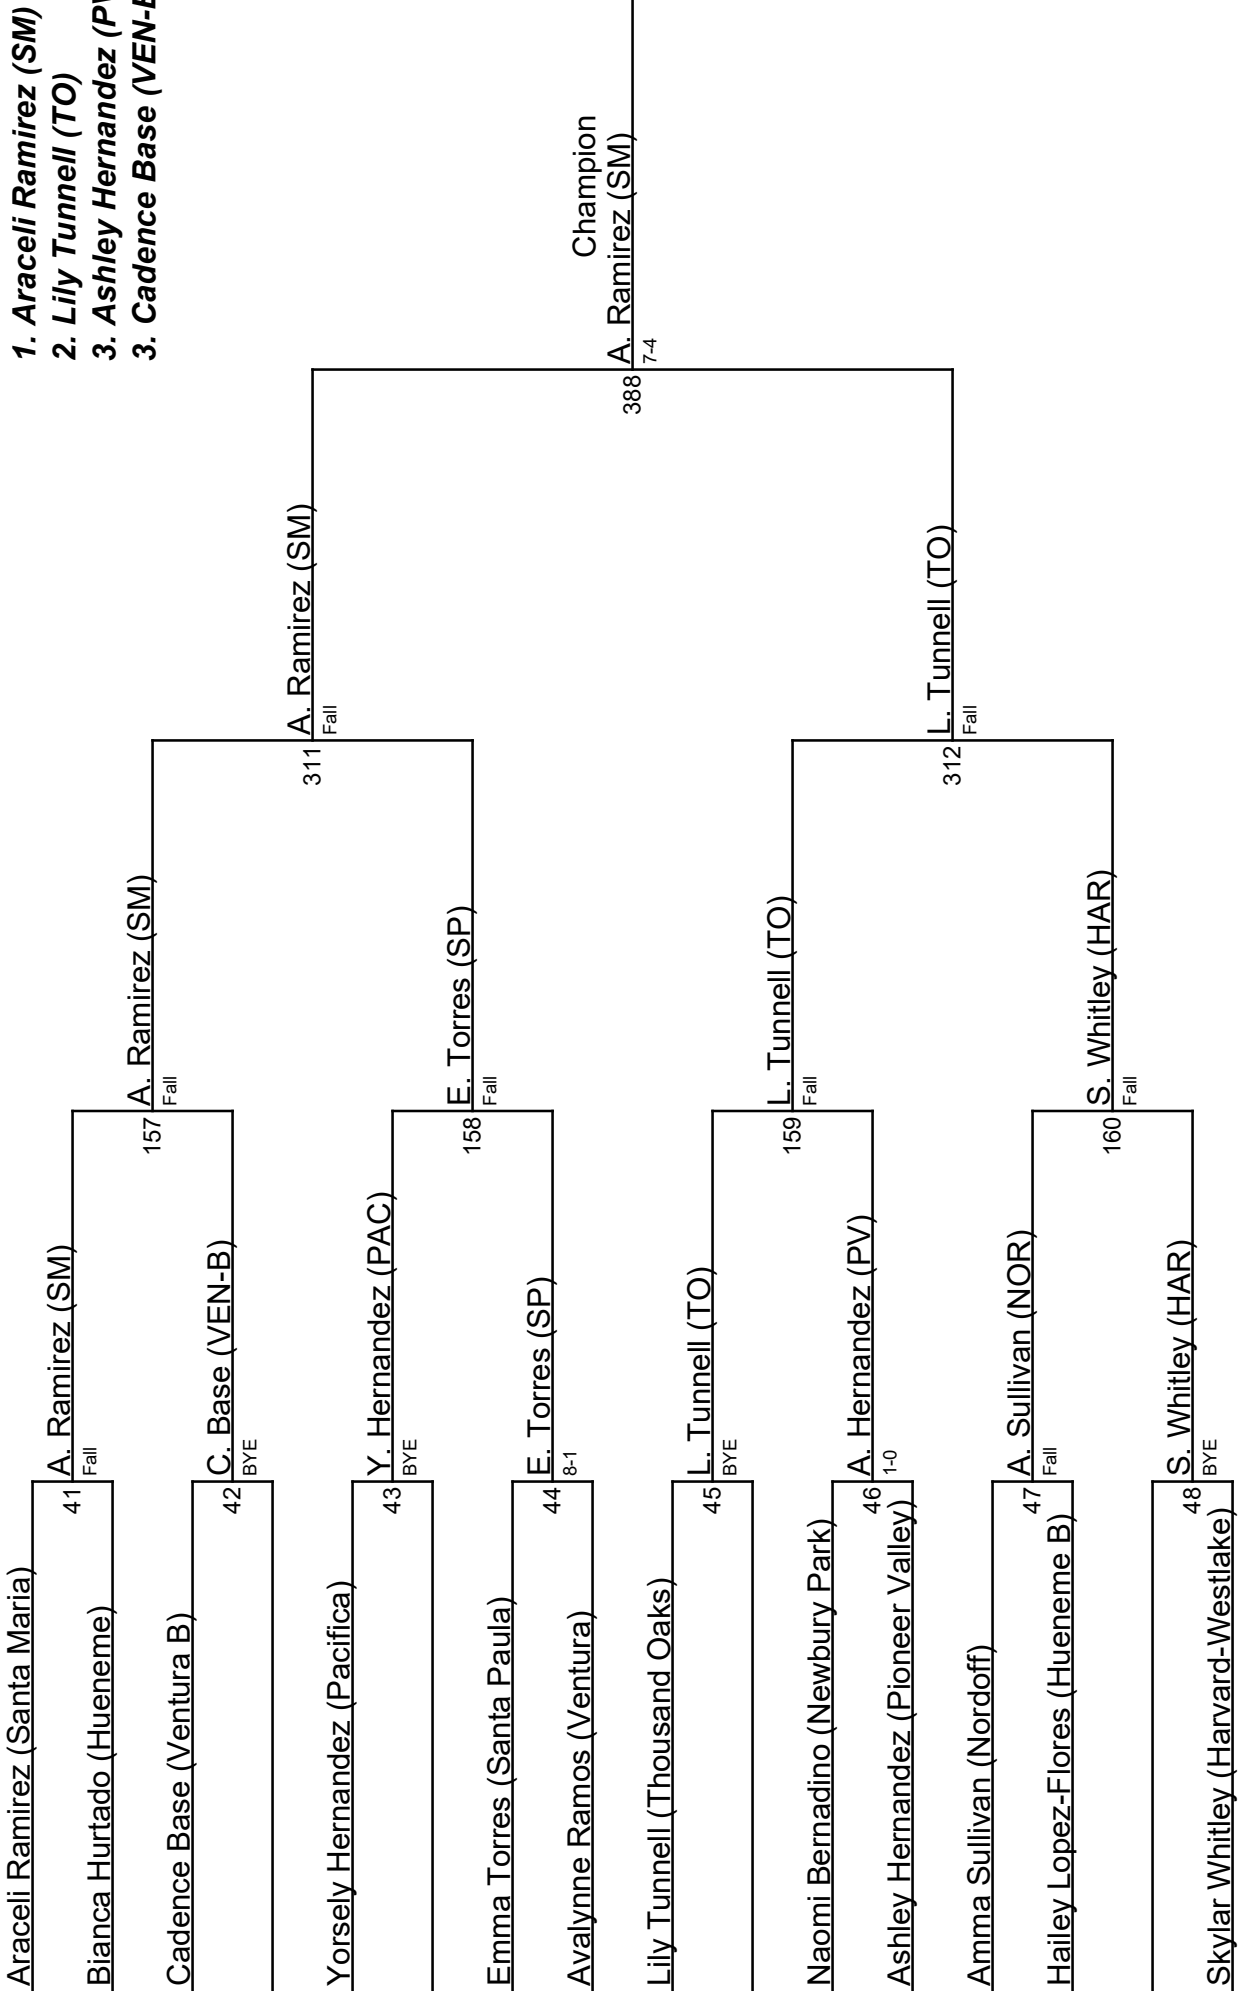 1. Araceli Ramirez (SM)
2. Lily Tunnell (TO)
3. Ashley Hernandez (PV
3. Cadence Base (VEN-B
Araceli Ramirez (Santa Maria)
Bianca Hurtado (Hueneme)
Cadence Base (Ventura B)
Yorsely Hernandez (Pacifica)
Emma Torres (Santa Paula)
Avalynne Ramos (Ventura)
Lily Tunnell (Thousand Oaks)
Naomi Bernadino (Newbury Park)
Ashley Hernandez (Pioneer Valley)
Amma Sullivan (Nordoff)
Hailey Lopez-Flores (Hueneme B)
Skylar Whitley (Harvard-Westlake)
41
A. Ramirez (SM)
Fall
42
C. Base (VEN-B)
BYE
43
Y. Hernandez (PAC)
BYE
44
E. Torres (SP)
8-1
45
L. Tunnell (TO)
BYE
46
A. Hernandez (PV)
1-0
47
A. Sullivan (NOR)
Fall
48
S. Whitley (HAR)
BYE
157
A. Ramirez (SM)
Fall
158
E. Torres (SP)
Fall
159
L. Tunnell (TO)
Fall
160
S. Whitley (HAR)
Fall
311
A. Ramirez (SM)
Fall
312
L. Tunnell (TO)
Fall
388
Champion
A. Ramirez (SM)
7-4